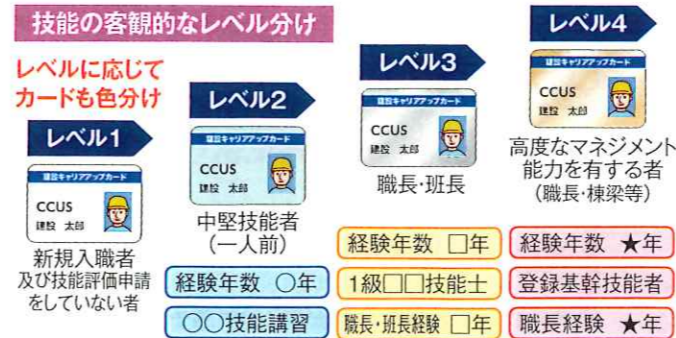 技能の客観的なレベル分け
レベルに応じて
カードも色分け
レベル1
建設キャリアアップカード
CCUS
建設 太郎
新規入職者
及び技能評価申請
をしていない者
レベル2
建設キャリアアップカード
CCUS
建設 太郎
中堅技能者
(一人前)
経験年数 〇年
〇〇技能講習
レベル3
建設キャリアアップカード
CCUS
建設 太郎
職長・班長
経験年数 □年
1級□□技能士
職長・班長経験 □年
レベル4
建設キャリアアップカード
CCUS
建設 太郎
高度なマネジメント
能力を有する者
(職長・棟梁等)
経験年数 ★年
登録基幹技能者
職長経験 ★年